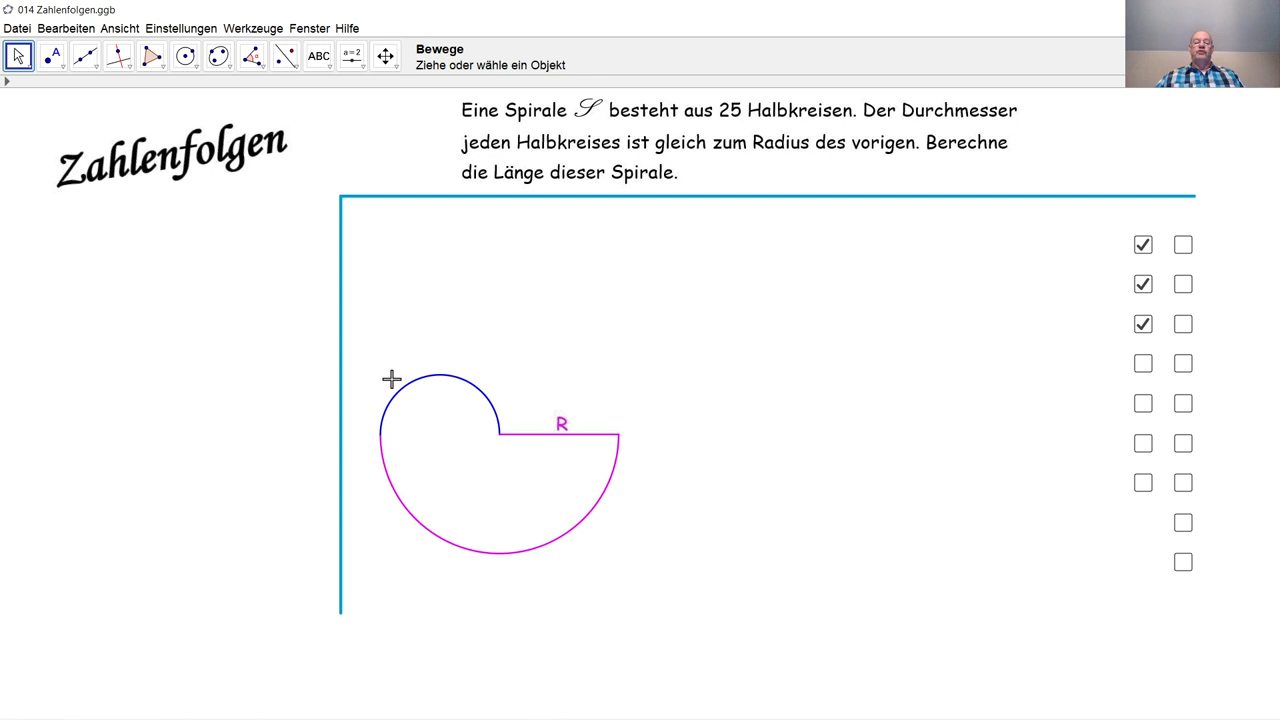 014 Zahlenfolgen.ggb
Datei Bearbeiten Ansicht Einstellungen Werkzeuge Fenster Hilfe
A
ABC
a=2
Bewege
Ziehe oder wähle ein Objekt
Zahlenfolgen
Eine Spirale 𝒮 besteht aus 25 Halbkreisen. Der Durchmesser
jeden Halbkreises ist gleich zum Radius des vorigen. Berechne
die Länge dieser Spirale.
R